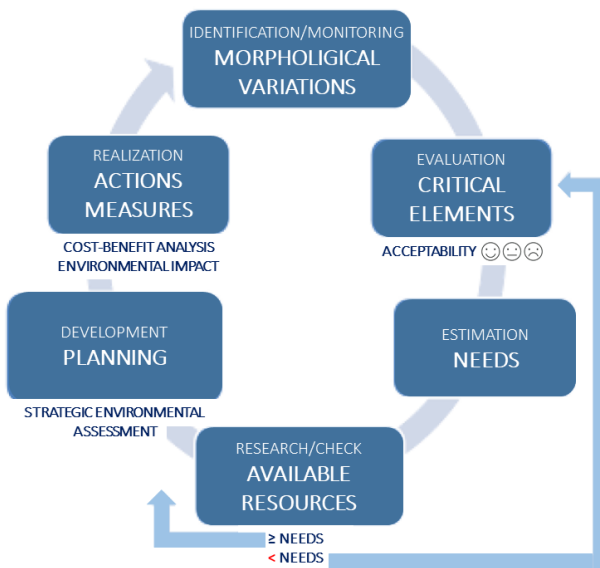 IDENTIFICATION/MONITORING
MORPHOLIGICAL
VARIATIONS
EVALUATION
CRITICAL
ELEMENTS
ACCEPTABILITY
ESTIMATION
NEEDS
RESEARCH/CHECK
AVAILABLE
RESOURCES
≥ NEEDS
< NEEDS
DEVELOPMENT
PLANNING
STRATEGIC ENVIRONMENTAL
ASSESSMENT
REALIZATION
ACTIONS
MEASURES
COST-BENEFIT ANALYSIS
ENVIRONMENTAL IMPACT